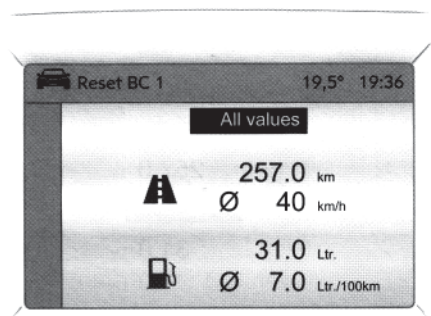 Reset BC 1 19,5° 19:36
All values
257.0 km
Ø 40 km/h
31.0 Ltr.
Ø 7.0 Ltr./100km